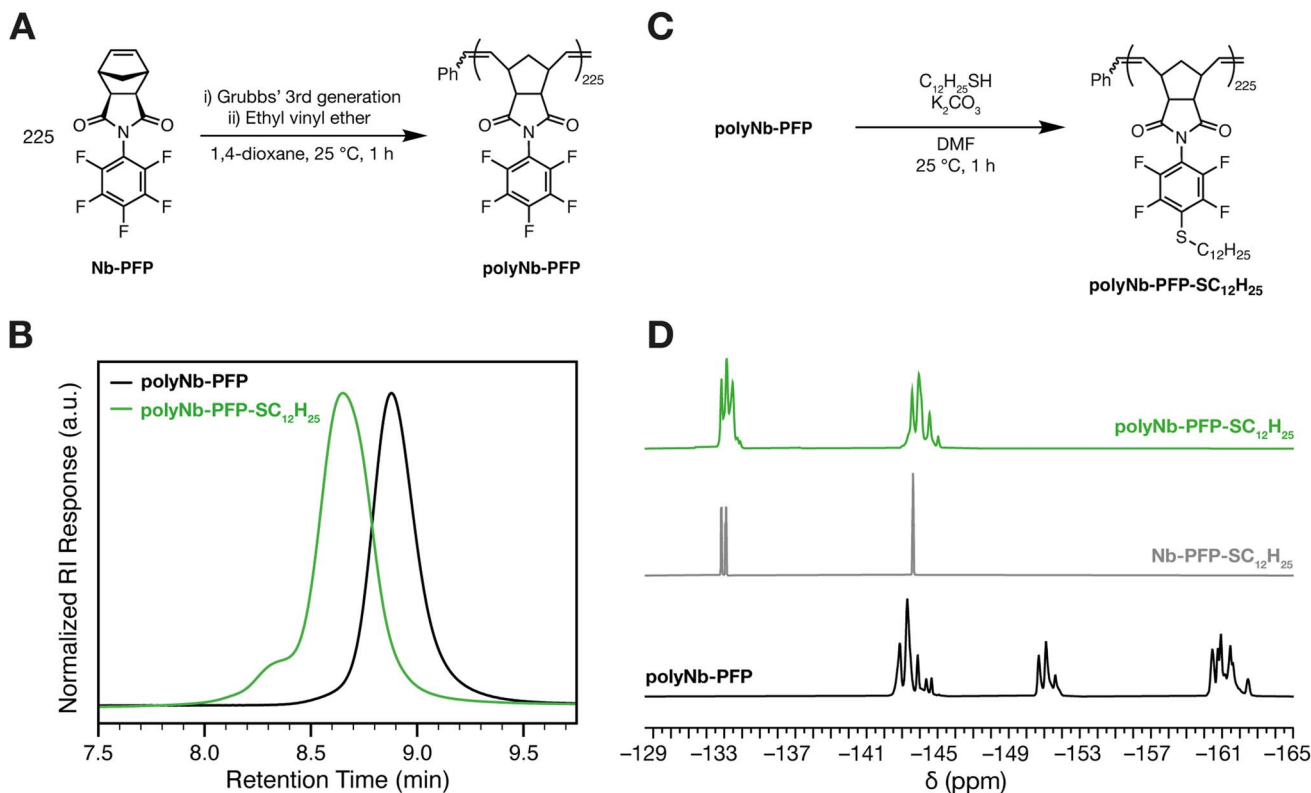 A
225
O
N
O
F
F
F
F
F
Nb-PFP
i) Grubbs' 3rd generation
ii) Ethyl vinyl ether
1,4-dioxane, 25 °C, 1 h
Ph
225
O
N
O
F
F
F
F
F
polyNb-PFP
C
polyNb-PFP
C₁₂H₂₅SH
K₂CO₃
DMF
25 °C, 1 h
Ph
225
O
N
O
F
F
F
F
S
C₁₂H₂₅
polyNb-PFP-SC₁₂H₂₅
B
polyNb-PFP
polyNb-PFP-SC₁₂H₂₅
Normalized RI Response (a.u.)
7.5 8.0 8.5 9.0 9.5
Retention Time (min)
D
polyNb-PFP-SC₁₂H₂₅
Nb-PFP-SC₁₂H₂₅
polyNb-PFP
−129 −133 −137 −141 −145 −149 −153 −157 −161 −165
δ (ppm)